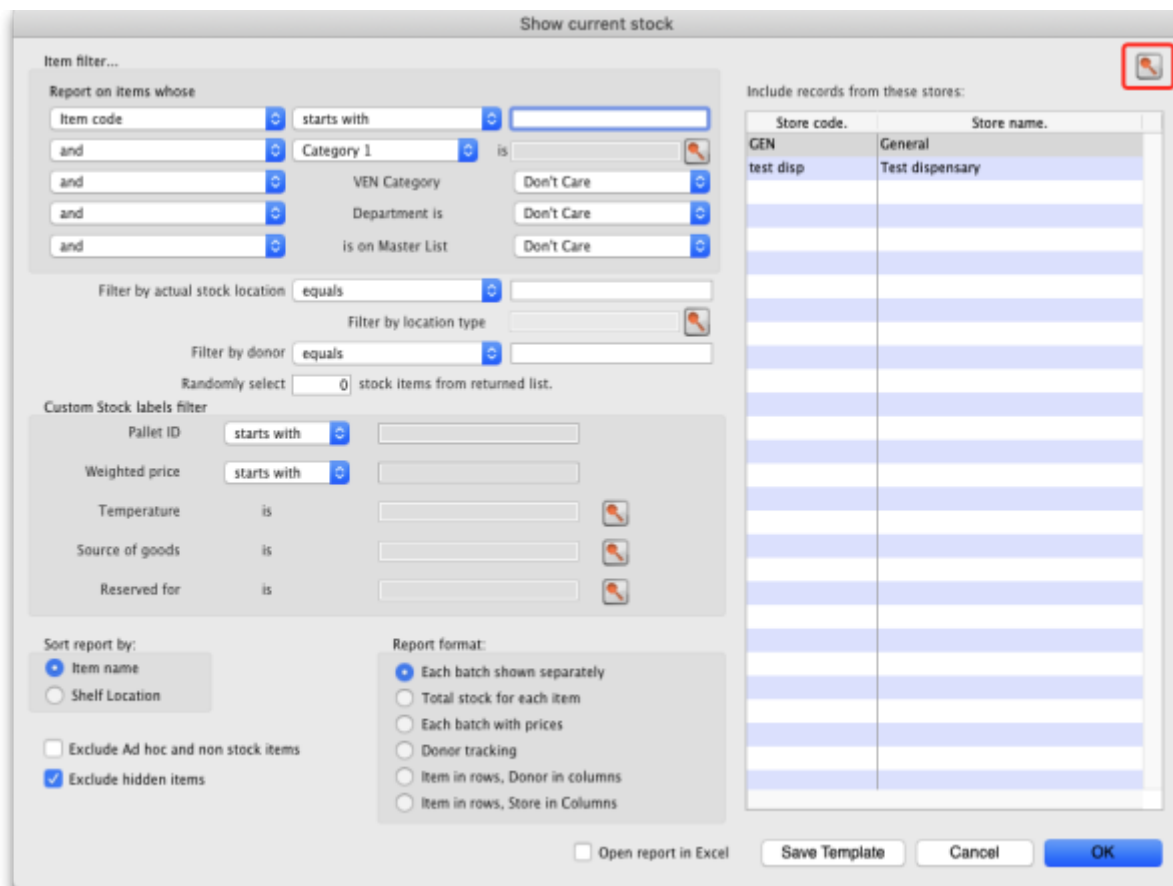 Show current stock
Item filter...
Report on items whose
Item code starts with
and Category 1 is
and VEN Category Don't Care
and Department is Don't Care
and is on Master List Don't Care
Filter by actual stock location equals
Filter by location type
Filter by donor equals
Randomly select 0 stock items from returned list.
Custom Stock labels filter
Pallet ID starts with
Weighted price starts with
Temperature is
Source of goods is
Reserved for is
Sort report by:
Item name
Shelf Location
Exclude Ad hoc and non stock items
Exclude hidden items
Report format:
Each batch shown separately
Total stock for each item
Each batch with prices
Donor tracking
Item in rows, Donor in columns
Item in rows, Store in Columns
Include records from these stores:
Store code. Store name.
GEN General
test disp Test dispensary
Open report in Excel Save Template Cancel OK